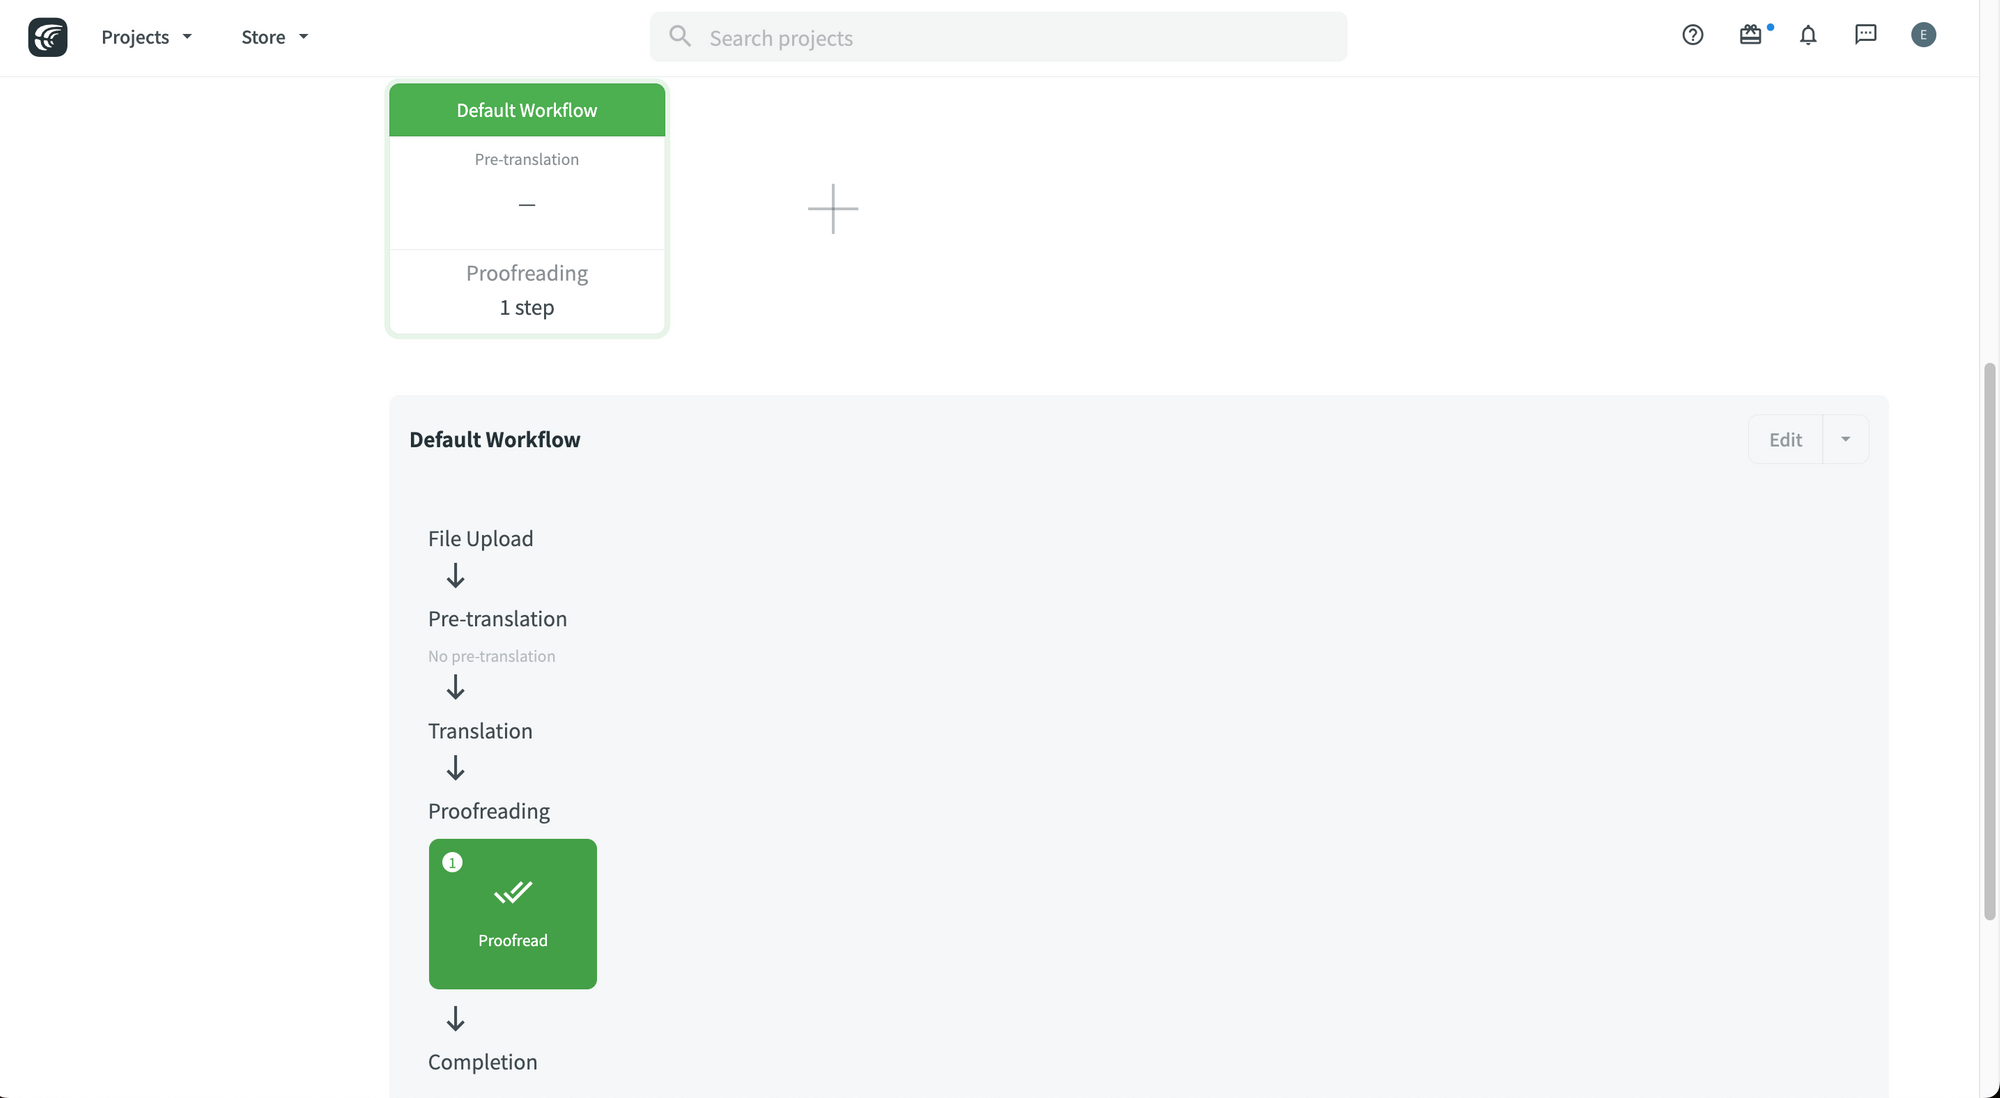 Projects
Store
Search projects
E
Default Workflow
Pre-translation
—
Proofreading
1 step
Default Workflow
Edit
File Upload
Pre-translation
No pre-translation
Translation
Proofreading
1
Proofread
Completion